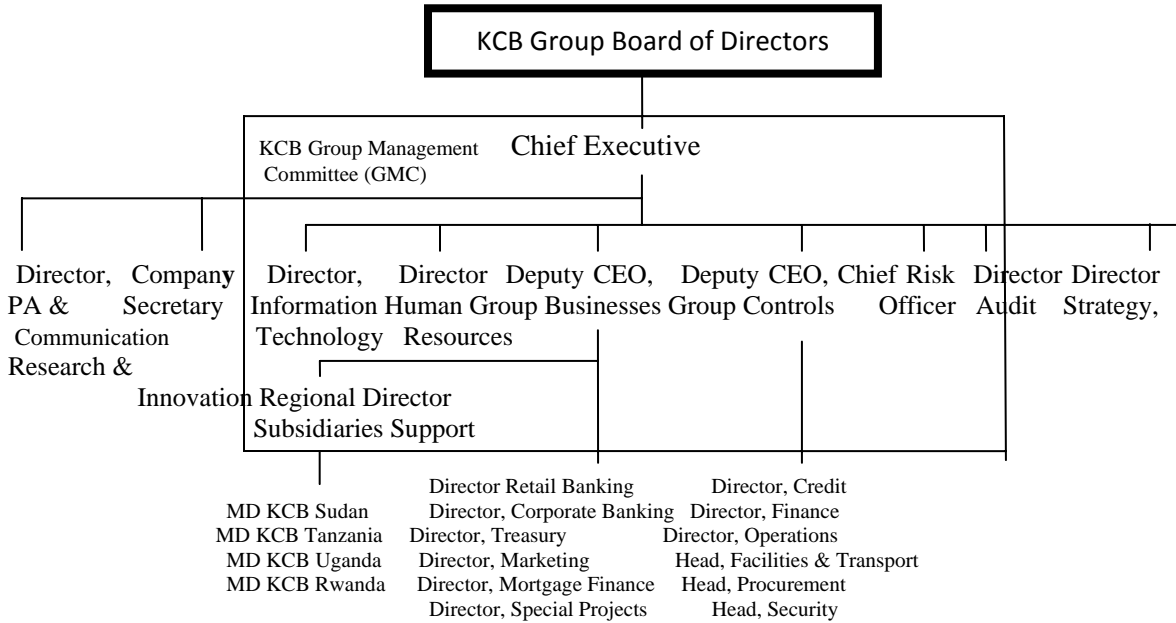 KCB Group Board of Directors
KCB Group Management Chief Executive
Committee (GMC)
Director, Company Director, Director Deputy CEO, Deputy CEO, Chief Risk Director Director
PA & Secretary Information Human Group Businesses Group Controls Officer Audit Strategy,
Communication Technology Resources
Research &
Innovation Regional Director
Subsidiaries Support
Director Retail Banking Director, Credit
MD KCB Sudan Director, Corporate Banking Director, Finance
MD KCB Tanzania Director, Treasury Director, Operations
MD KCB Uganda Director, Marketing Head, Facilities & Transport
MD KCB Rwanda Director, Mortgage Finance Head, Procurement
Director, Special Projects Head, Security